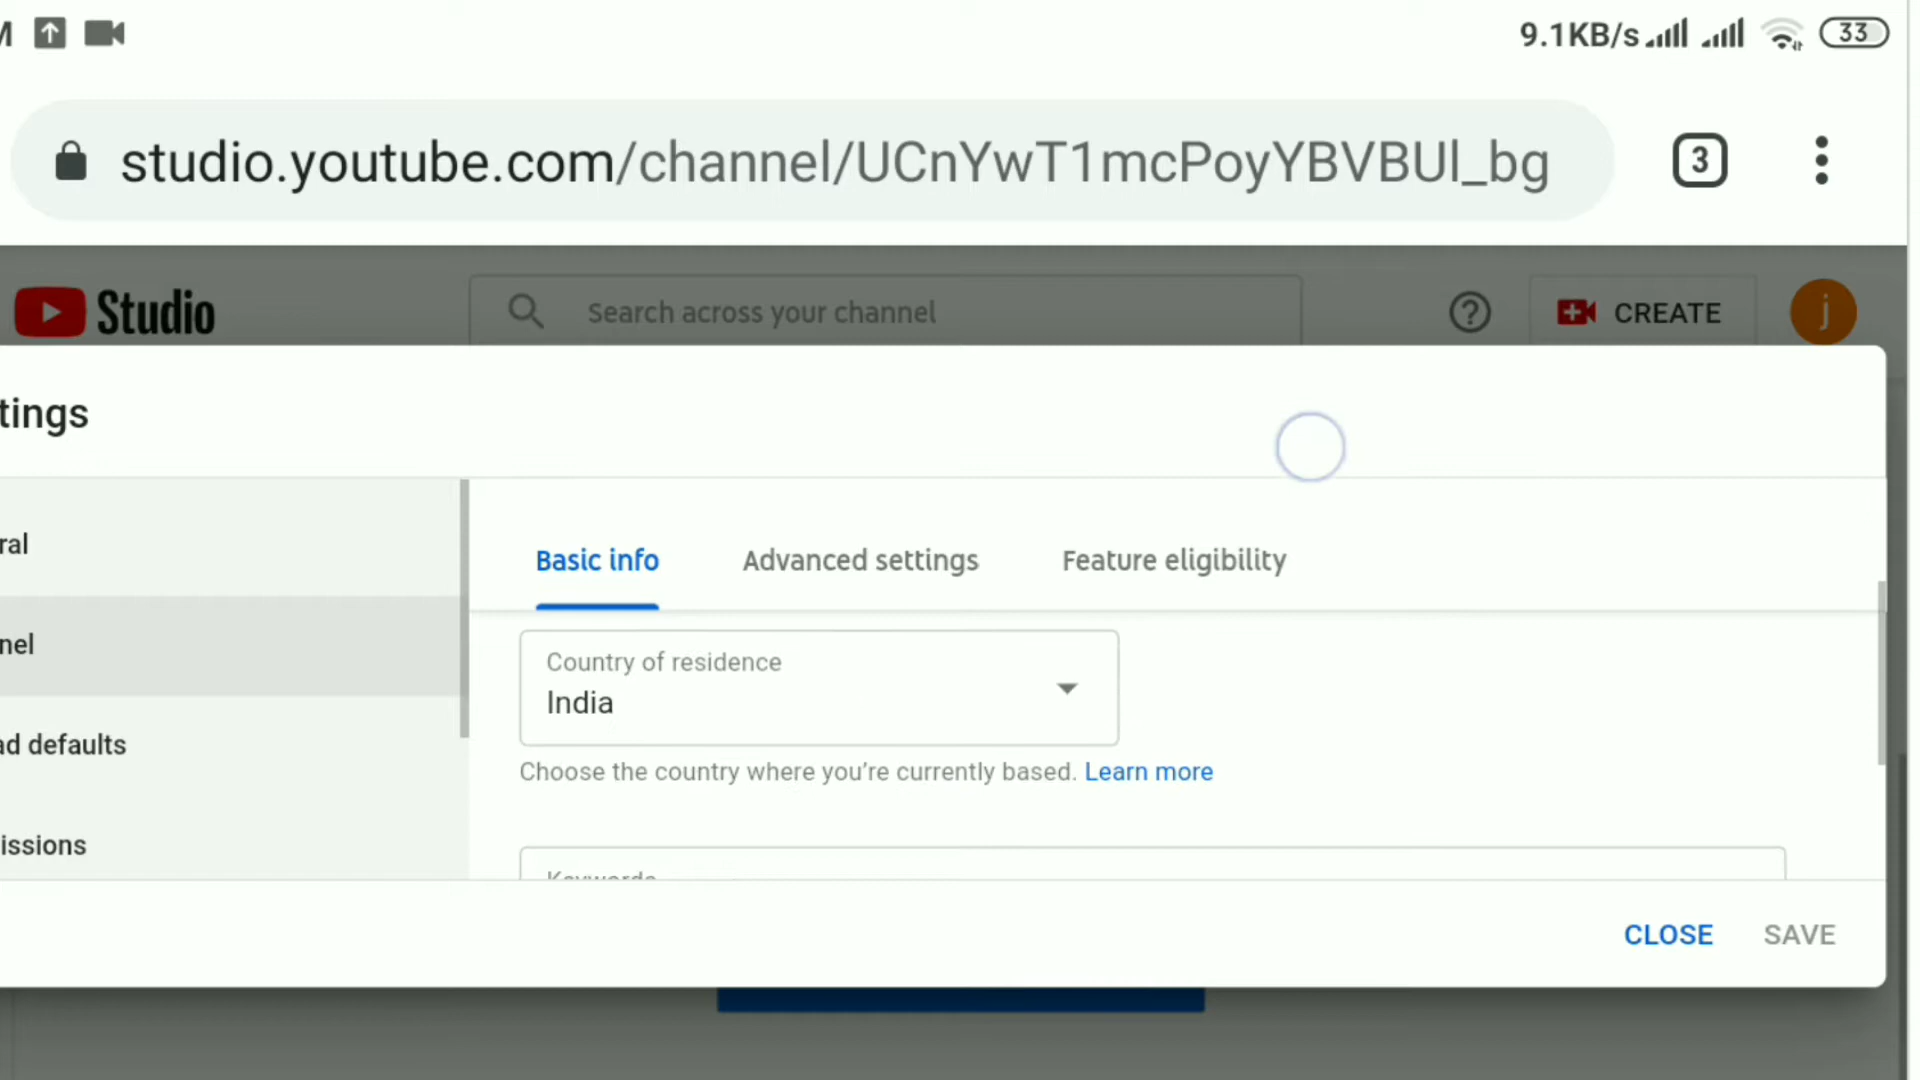 9.1KB/s 33
studio.youtube.com/channel/UCnYwT1mcPoyYBVBUl_bg
3
Studio
Search across your channel
CREATE
j
tings
ral
nel
ad defaults
issions
Basic info
Advanced settings
Feature eligibility
Country of residence
India
Choose the country where you’re currently based. Learn more
Keywords
CLOSE
SAVE